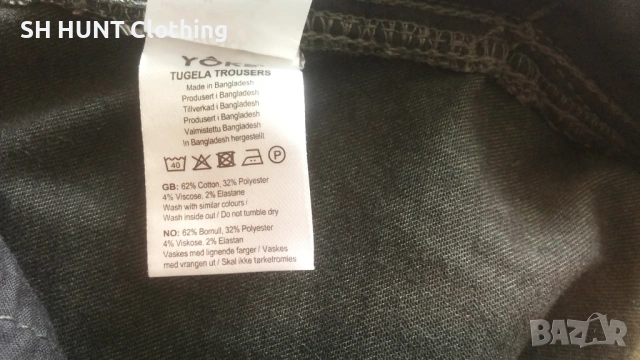 SH HUNT Clothing
TUGELA TROUSERS
Made in Bangladesh
Produsert i Bangladesh
Tillverkad i Bangladesh
Produsert i Bangladesh
Valmistettu Bangladesh
In Bangladesh hergestellt
40 P
GB: 62% Cotton, 32% Polyester
4% Viscose, 2% Elastane
Wash with similar colours /
Wash inside out / Do not tumble dry
NO: 62% Bomull, 32% Polyester
4% Viskose, 2% Elastan
Vaskes med lignende farger / Vaskes
med vrangen ut / Skal ikke tørketromles
BAZAR